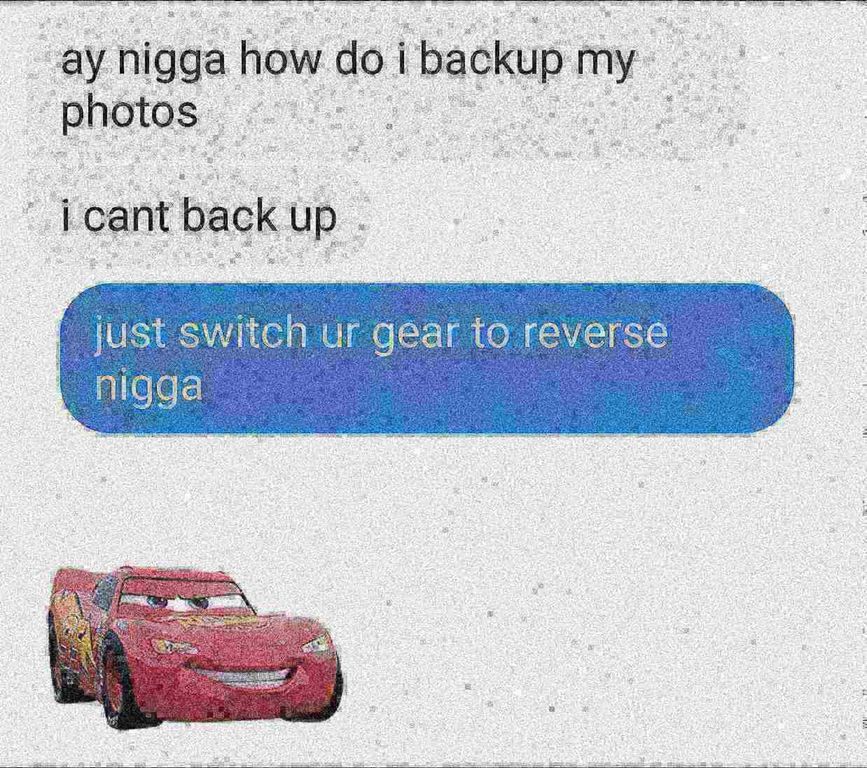 ay nigga how do i backup my
photos
i cant back up
just switch ur gear to reverse
nigga